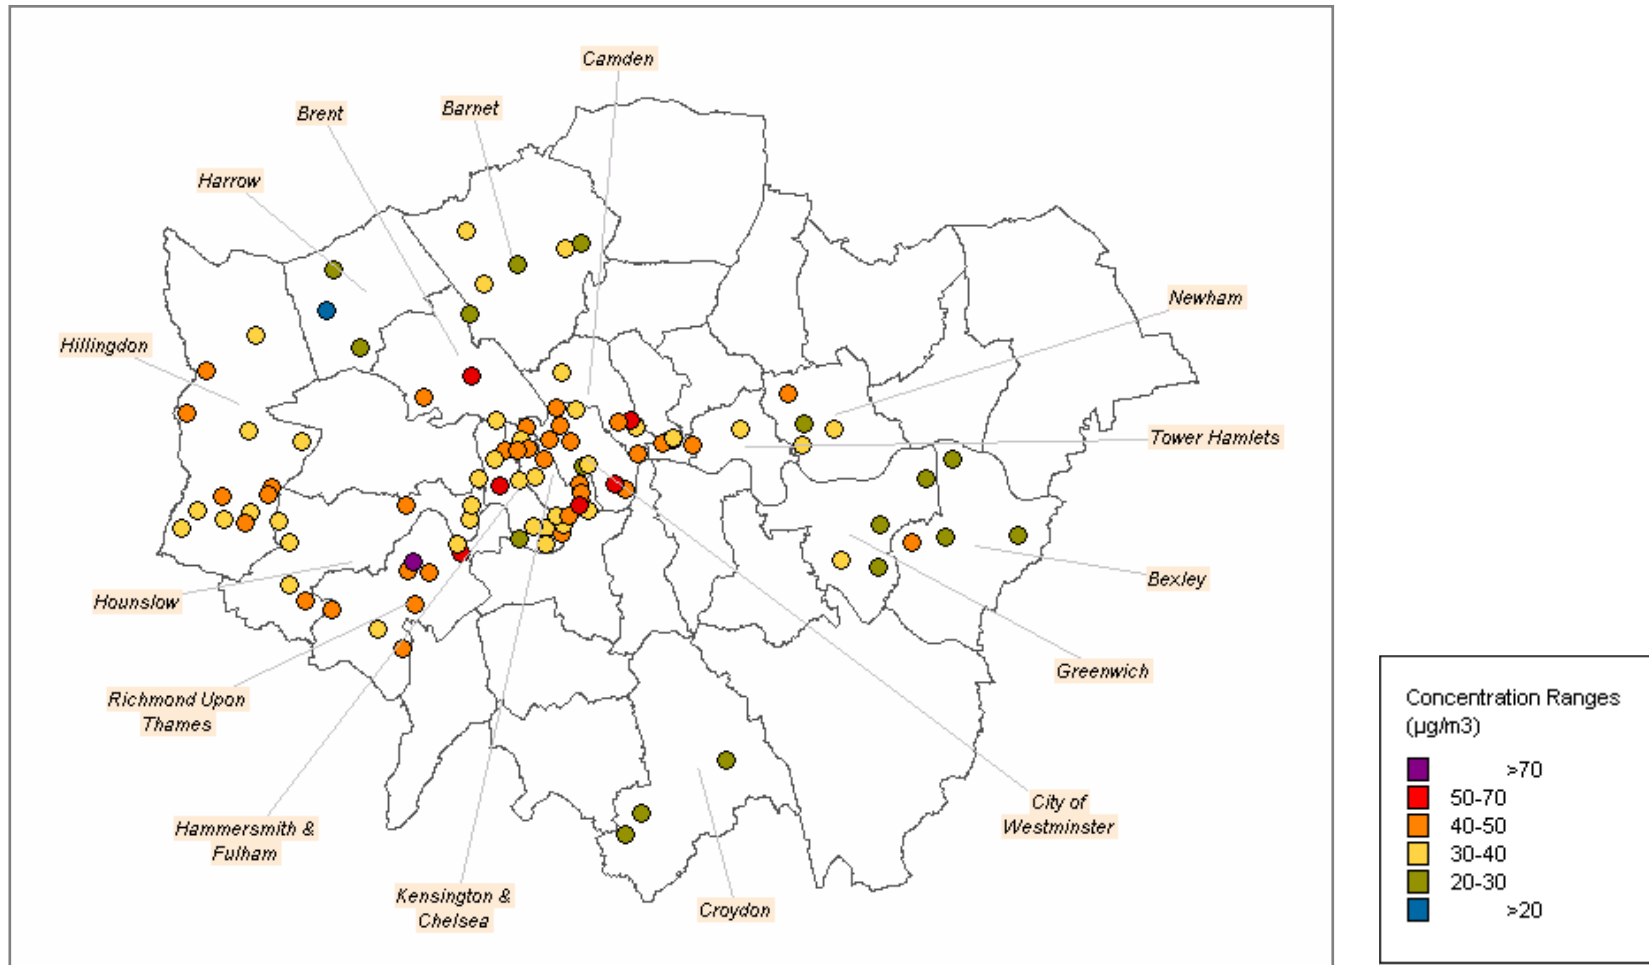 Camden
Barnet
Brent
Harrow
Newham
Hillingdon
Tower Hamlets
Bexley
Hounslow
Greenwich
Richmond Upon
Thames
City of
Westminster
Hammersmith &
Fulham
Kensington &
Chelsea
Croydon
Concentration Ranges
(µg/m3)
>70
50-70
40-50
30-40
20-30
>20